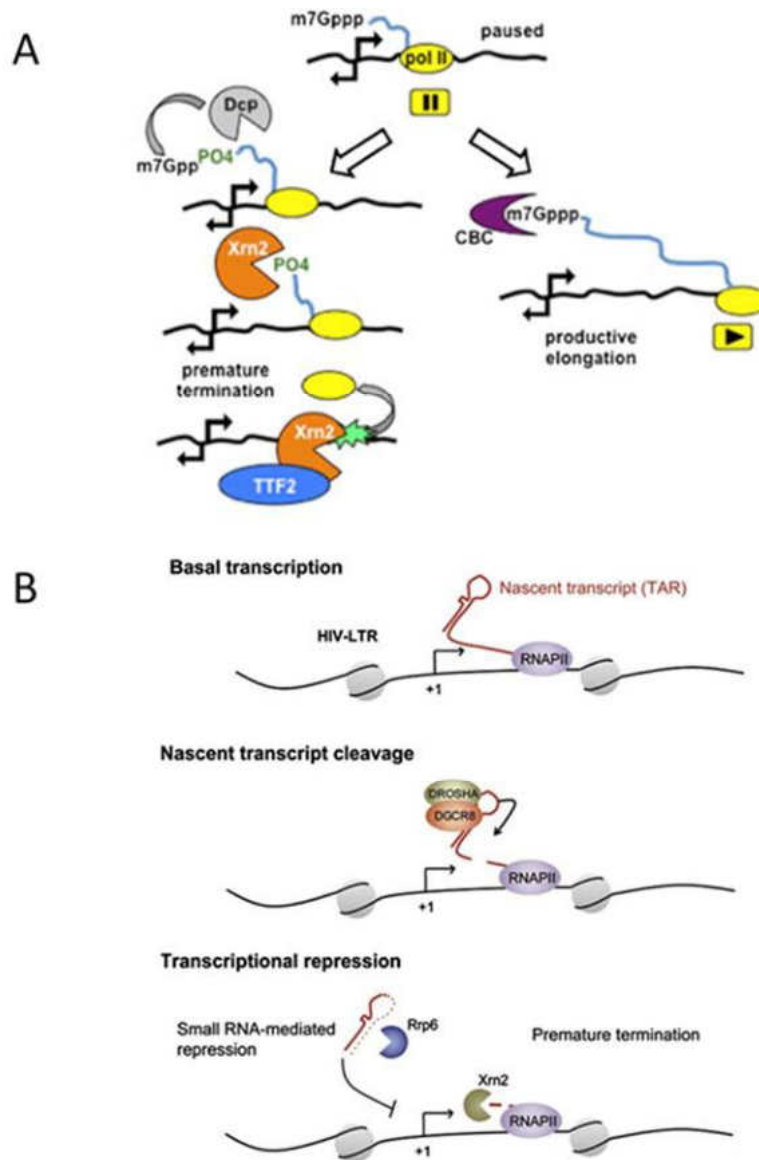 A
m7Gppp
paused
pol II
Dcp
m7GppPO4
Xrn2
PO4
premature
termination
Xrn2
TTF2
m7Gppp
CBC
productive
elongation
B
Basal transcription
Nascent transcript (TAR)
HIV-LTR
RNAPII
+1
Nascent transcript cleavage
DROSHA
DGCR8
RNAPII
+1
Transcriptional repression
Small RNA-mediated
repression
Rrp6
Premature termination
Xrn2
RNAPII
+1